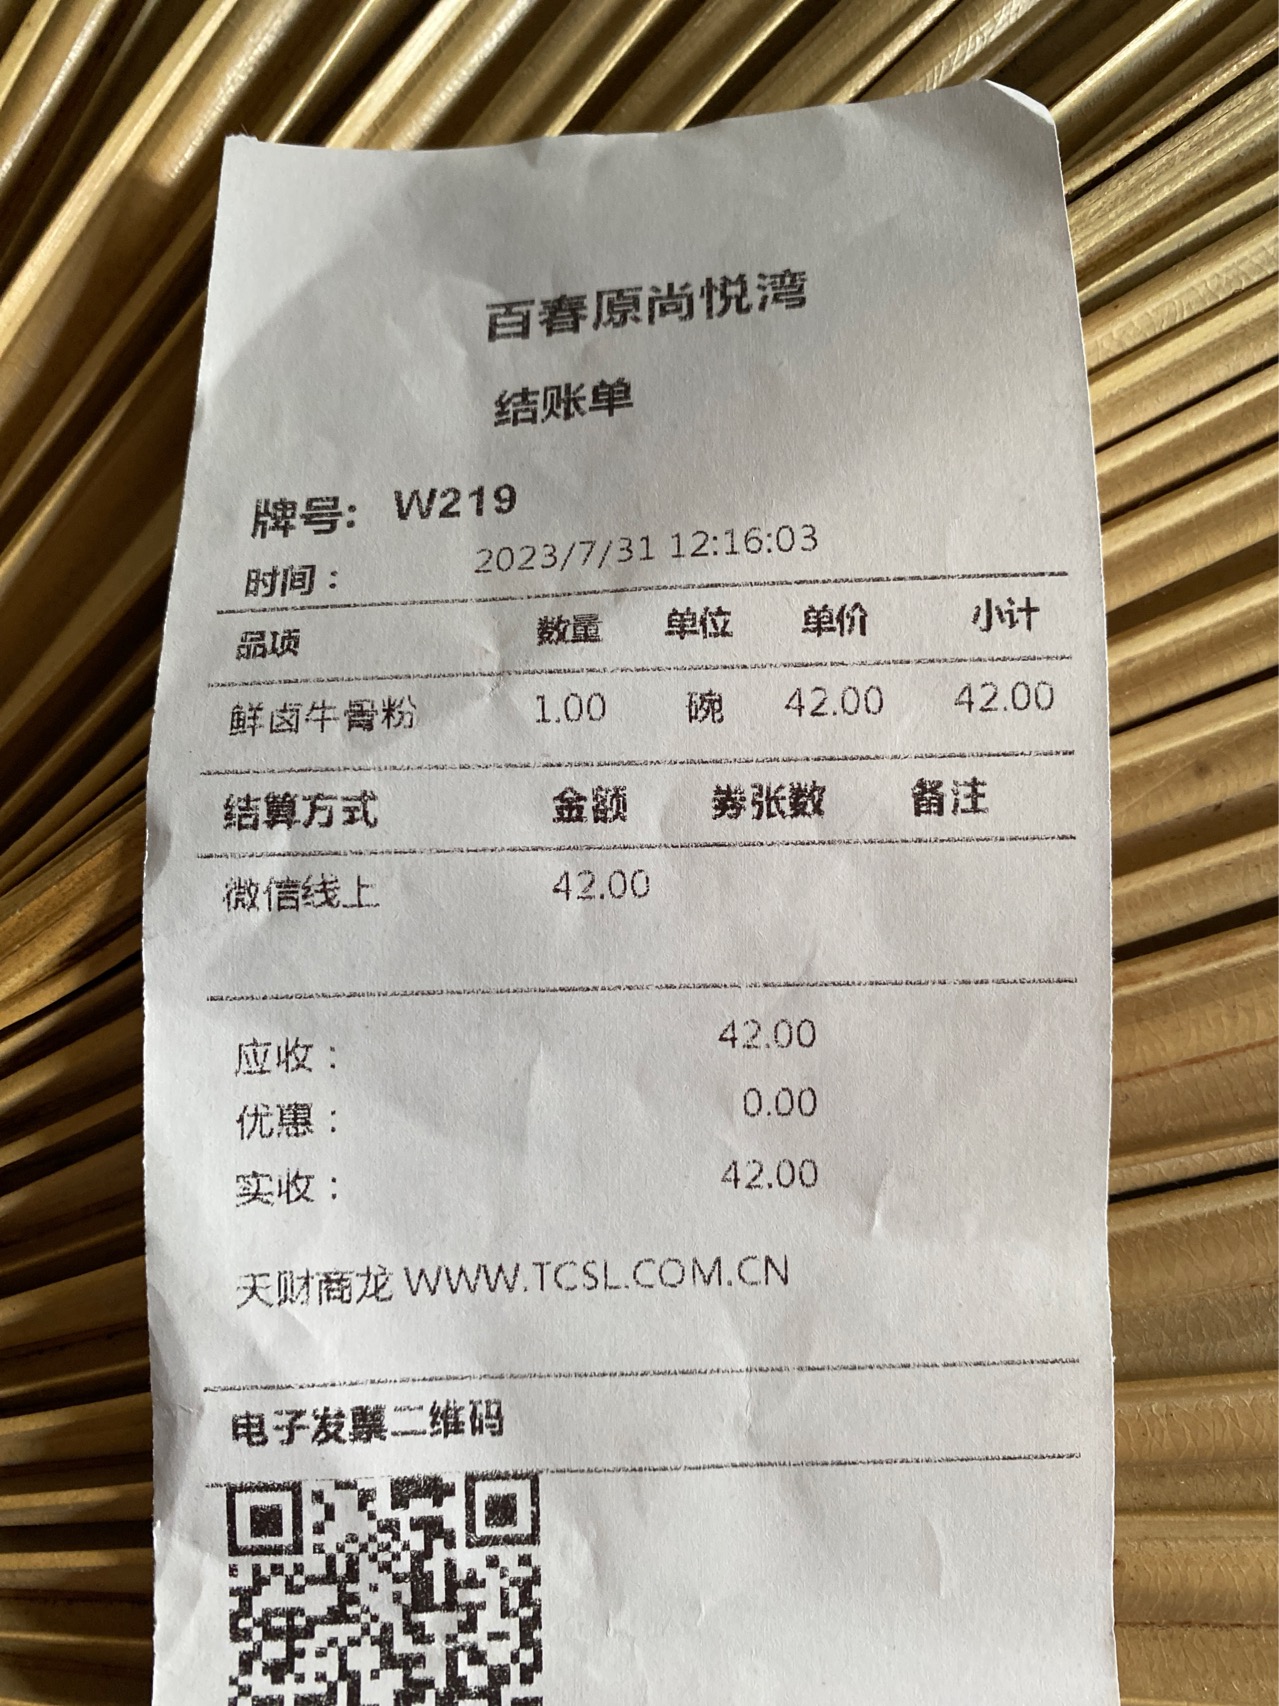 百春原尚悦湾
结账单
牌号: W219
时间： 2023/7/31 12:16:03
品项 数量 单位 单价 小计
鲜卤牛骨粉 1.00 碗 42.00 42.00
结算方式 金额 券张数 备注
微信线上 42.00
应收： 42.00
优惠： 0.00
实收： 42.00
天财商龙 WWW.TCSL.COM.CN
电子发票二维码